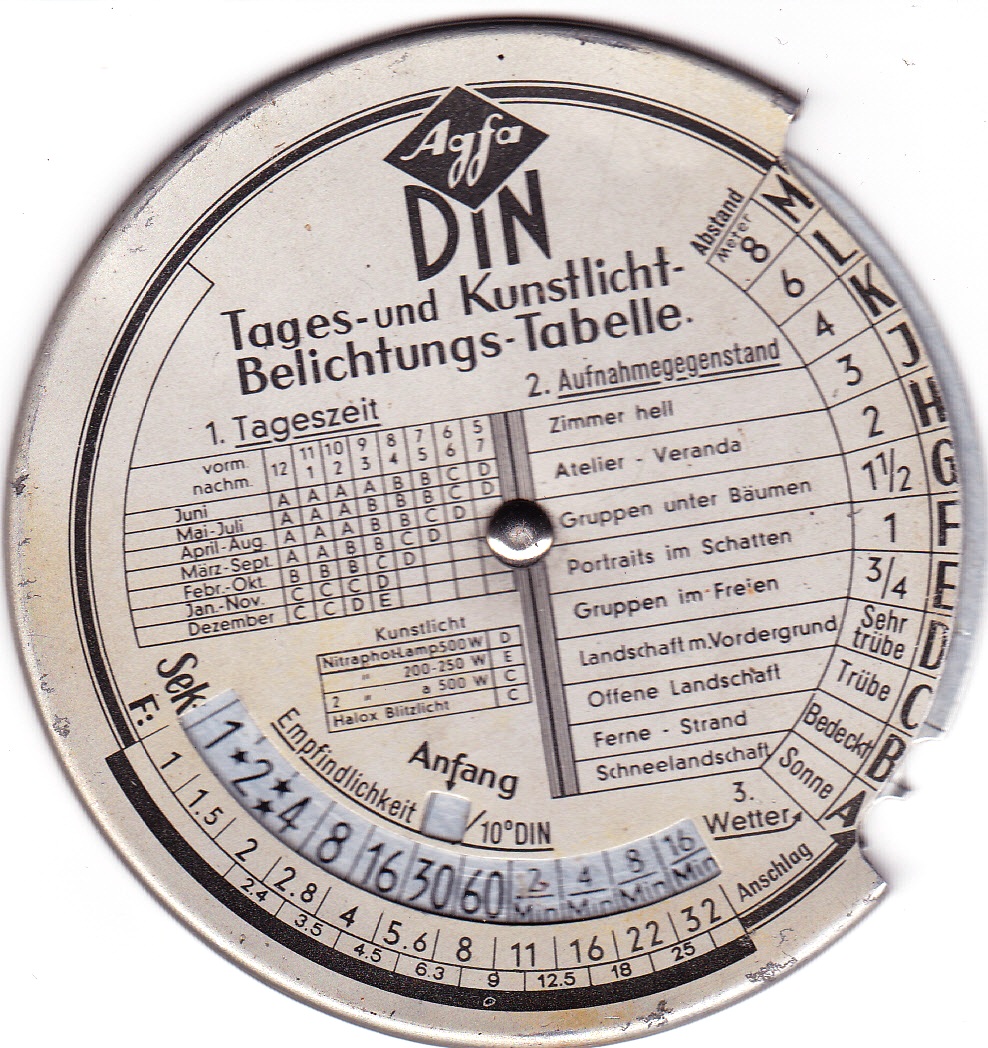 Agfa
DIN
Tages- und Kunstlicht-
Belichtungs-Tabelle.
1. Tageszeit
vorm. 12 11 10 9 8 7 6 5
nachm. 1 2 3 4 5 6 7
Juni A A A A B B C D
Mai-Juli A A A B B B C D
April-Aug. A A A B B C D
März-Sept. A A B B C D
Febr.-Okt. B B B C D
Jan.-Nov. C C C D
Dezember C C D E
Kunstlicht
Nitraphot-Lamp 500 W D
" 200-250 W E
2 " a 500 W C
Halox Blitzlicht C
2. Aufnahmegegenstand
Zimmer hell
Atelier - Veranda
Gruppen unter Bäumen
Portraits im Schatten
Gruppen im Freien
Landschaft m. Vordergrund
Offene Landschaft
Ferne - Strand
Schneelandschaft
Abstand
Meter
8 M
6 L
4 K
3 J
2 H
1½ G
1 F
3/4 E
Sehr trübe D
Trübe C
Bedeckt B
Sonne A
3.
Wetter
Anschlag
Anfang
Empfindlichkeit /10° DIN
Sek:
1 ★ 2 ★★ 4 8 16 30 60 2 Min 4 Min 8 Min 16 Min
F:
1 1.5 2 2.8 4 5.6 8 11 16 22 32
2.4 3.5 4.5 6.3 9 12.5 18 25